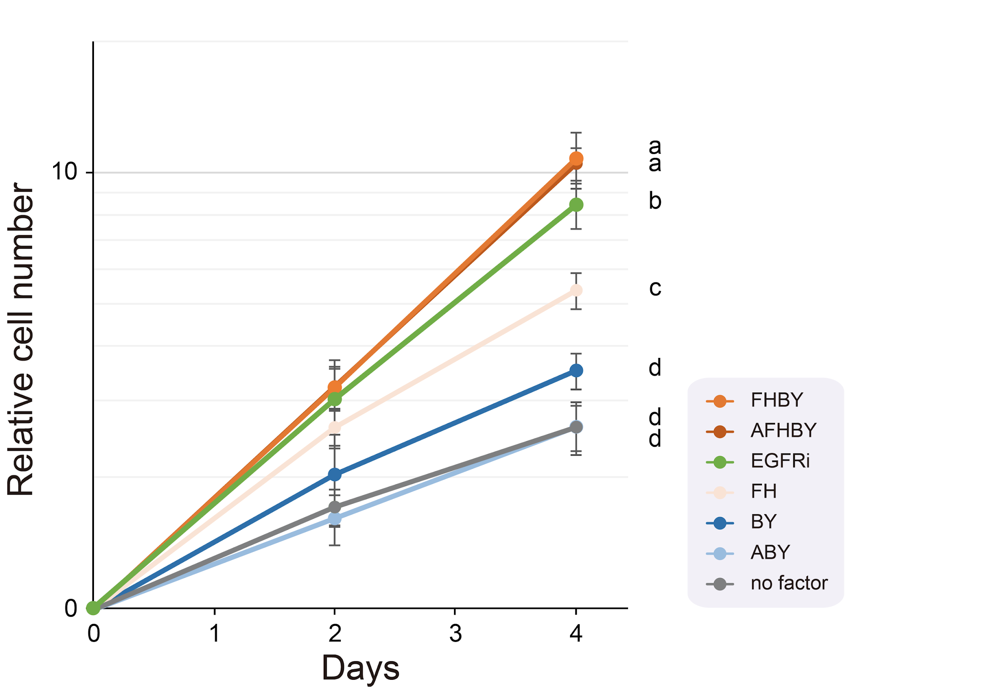 Relative cell number
10
0
0
1
2
3
4
Days
a
a
b
c
d
d
d
FHBY
AFHBY
EGFRi
FH
BY
ABY
no factor